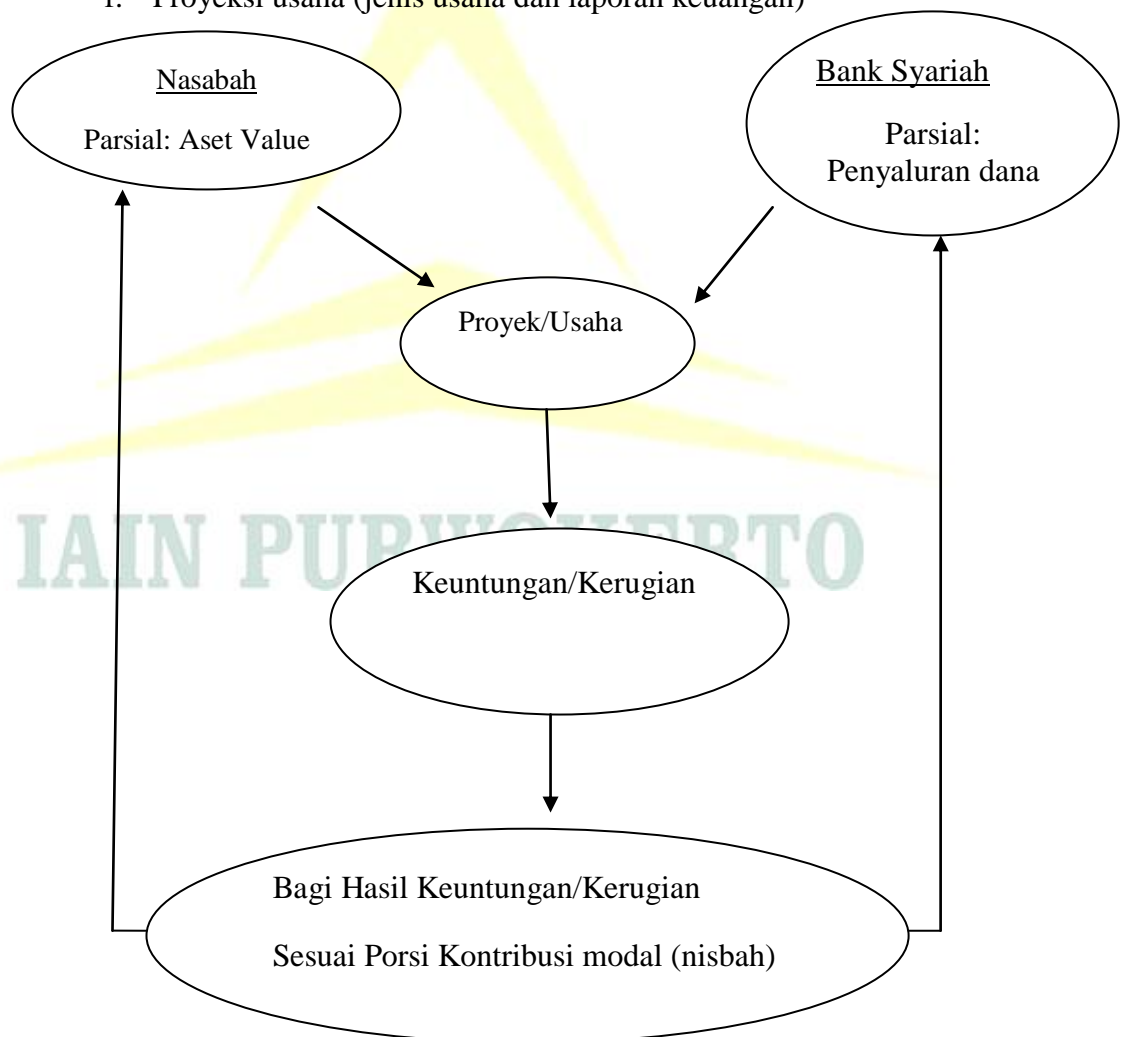 Proyeksi usaha (jenis usaha dan laporan keuangan)
Nasabah
Parsial: Aset Value
Bank Syariah
Parsial:
Penyaluran dana
Proyek/Usaha
IAIN PURWOKERTO
Keuntungan/Kerugian
Bagi Hasil Keuntungan/Kerugian
Sesuai Porsi Kontribusi modal (nisbah)